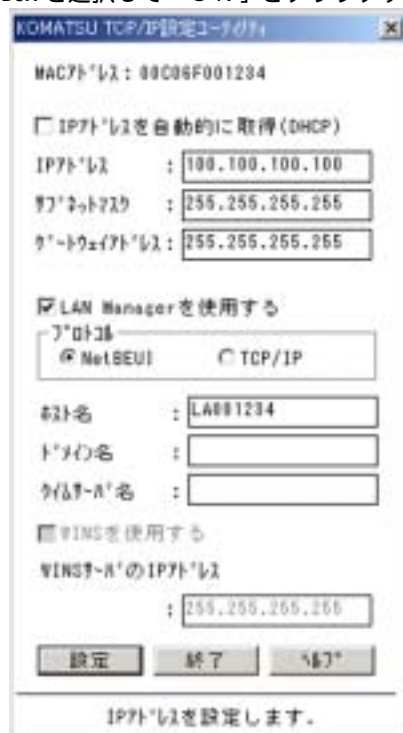 KOMATSU TCP/IP設定ﾕｰﾃｨﾘﾃｨ
MACｱﾄﾞﾚｽ: 00C06F001234
IPｱﾄﾞﾚｽを自動的に取得(DHCP)
IPｱﾄﾞﾚｽ : 100.100.100.100
ｻﾌﾞﾈｯﾄﾏｽｸ : 255.255.255.255
ｹﾞｰﾄｳｪｲｱﾄﾞﾚｽ: 255.255.255.255
LAN Managerを使用する
ﾌﾟﾛﾄｺﾙ
NetBEUI TCP/IP
ﾎｽﾄ名 : LA001234
ﾄﾞﾒｲﾝ名 :
ﾀｲﾑｻｰﾊﾞ名 :
WINSを使用する
WINSｻｰﾊﾞのIPｱﾄﾞﾚｽ
: 255.255.255.255
設定 終了 ﾍﾙﾌﾟ
IPｱﾄﾞﾚｽを設定します.